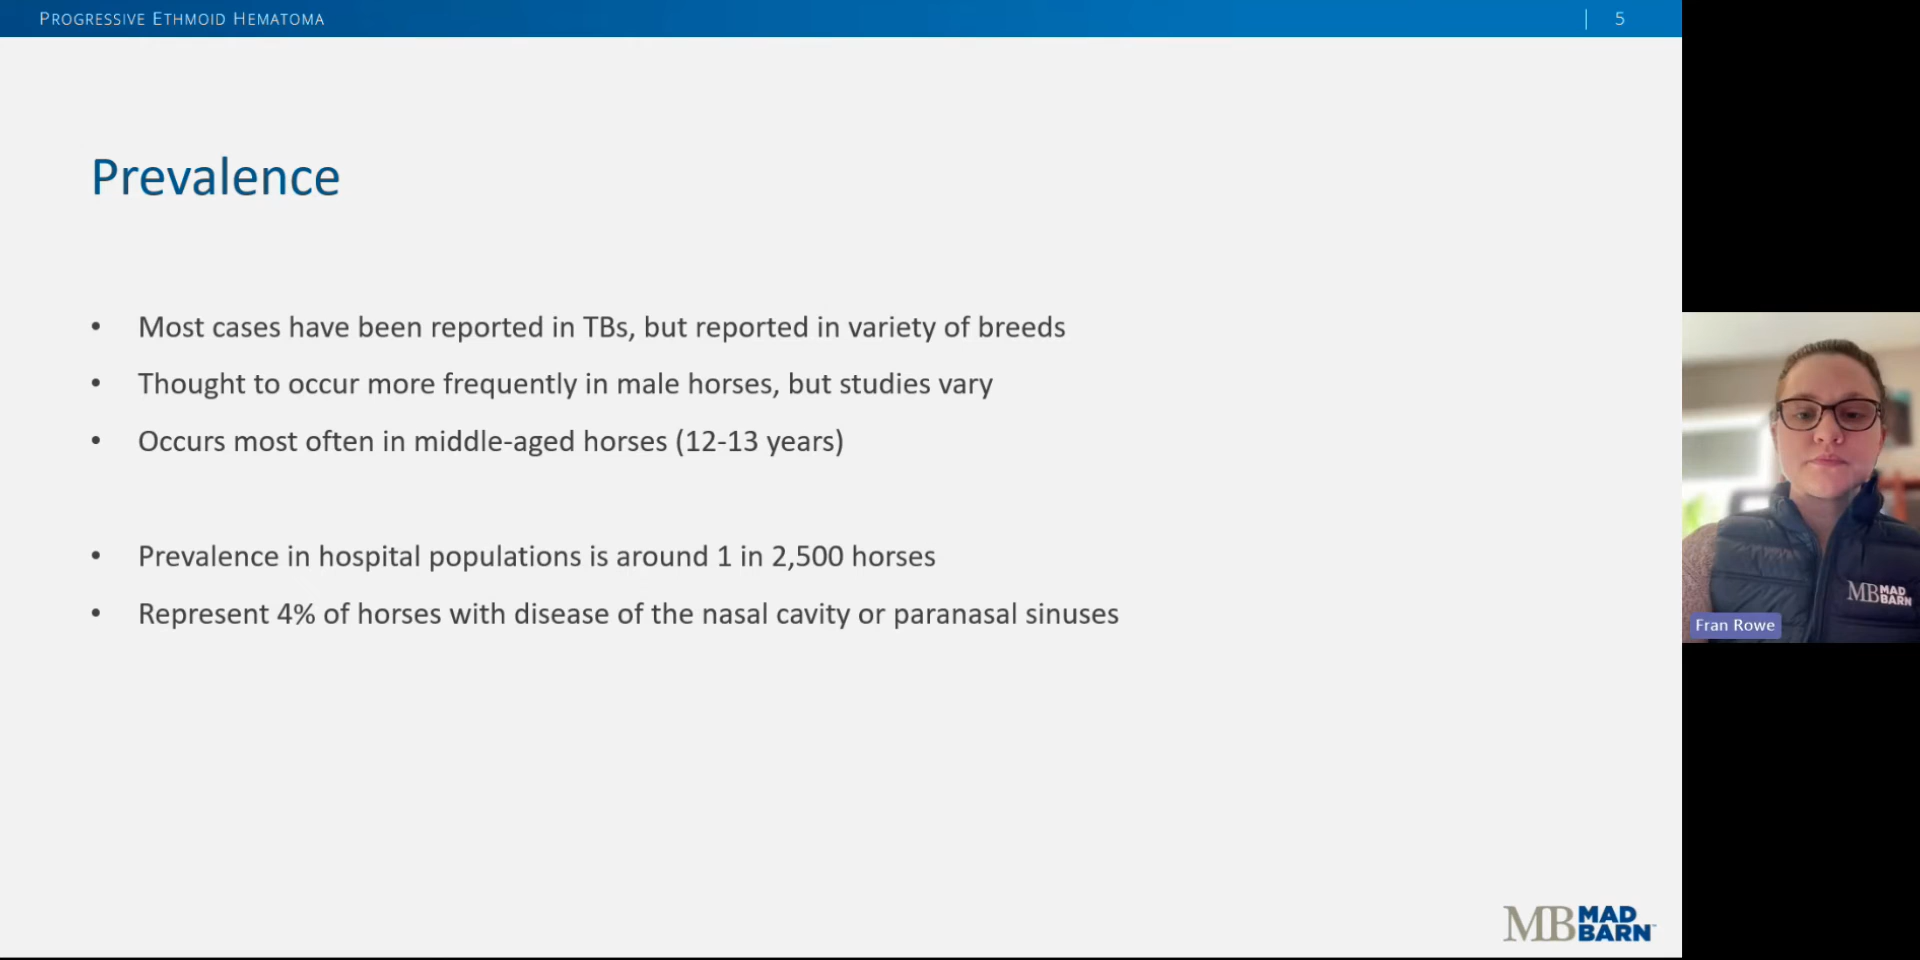 PROGRESSIVE ETHMOID HEMATOMA
5
Prevalence
• Most cases have been reported in TBs, but reported in variety of breeds
• Thought to occur more frequently in male horses, but studies vary
• Occurs most often in middle-aged horses (12-13 years)
• Prevalence in hospital populations is around 1 in 2,500 horses
• Represent 4% of horses with disease of the nasal cavity or paranasal sinuses
MB MAD BARN
Fran Rowe
MB MAD BARN™